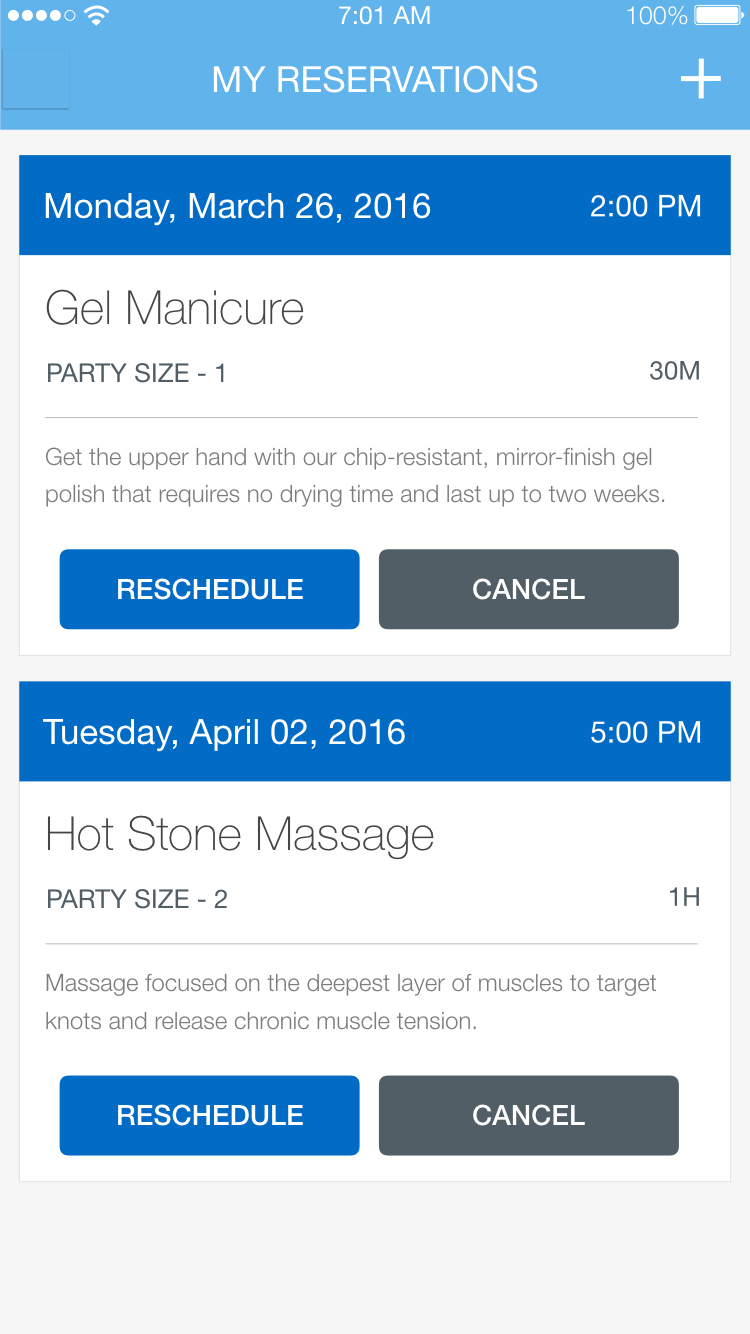 7:01 AM
100%
MY RESERVATIONS
Monday, March 26, 2016
2:00 PM
Gel Manicure
PARTY SIZE - 1
30M
Get the upper hand with our chip-resistant, mirror-finish gel
polish that requires no drying time and last up to two weeks.
RESCHEDULE
CANCEL
Tuesday, April 02, 2016
5:00 PM
Hot Stone Massage
PARTY SIZE - 2
1H
Massage focused on the deepest layer of muscles to target
knots and release chronic muscle tension.
RESCHEDULE
CANCEL